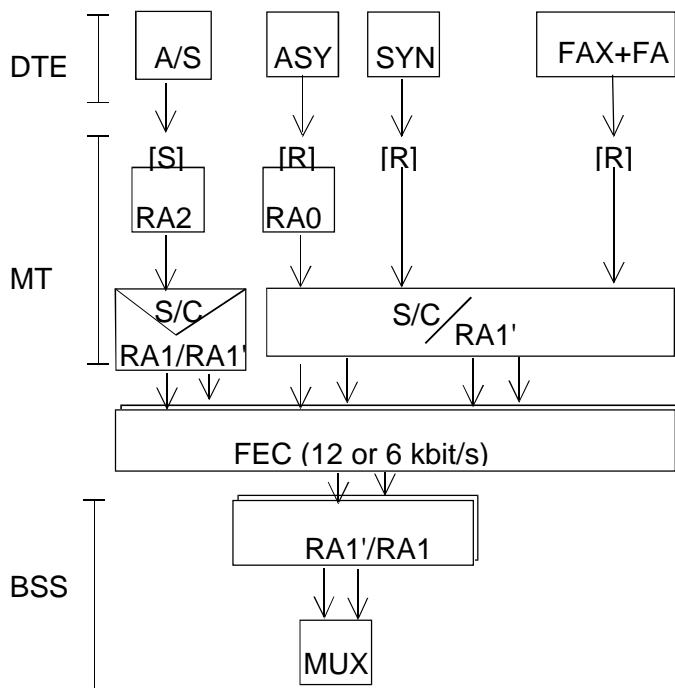 DTE A/S ASY SYN FAX+FA
[S] [R] [R] [R]
RA2 RA0
MT
S/C S/C
RA1/RA1' RA1'
FEC (12 or 6 kbit/s)
RA1'/RA1
BSS
MUX